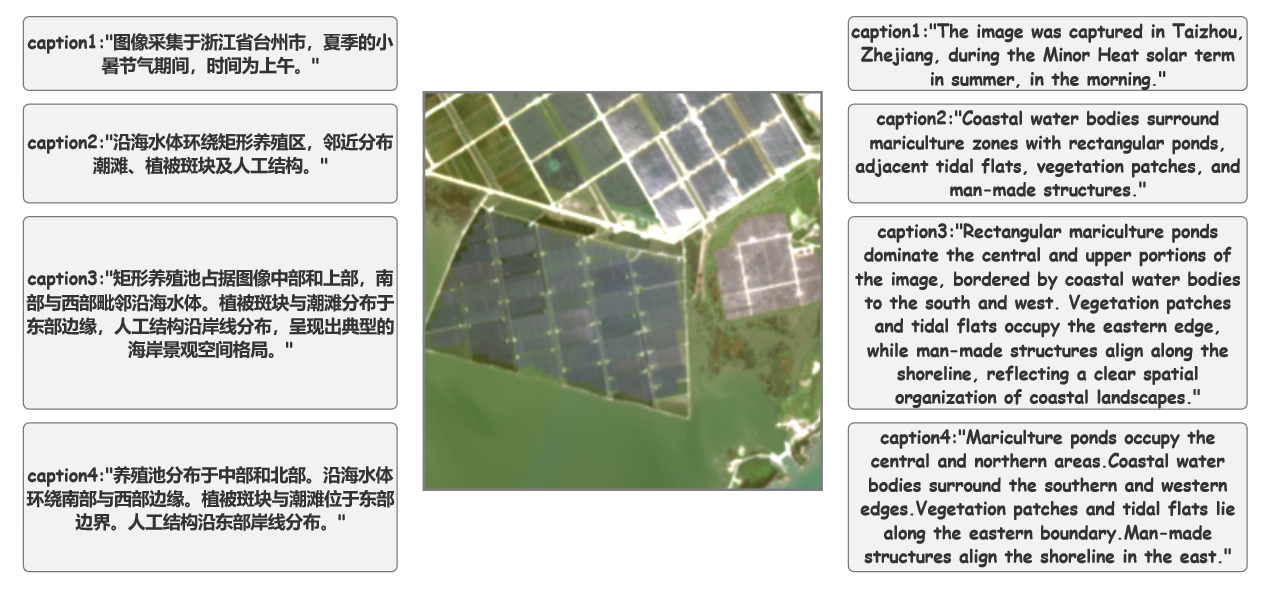 caption1:"图像采集于浙江省台州市，夏季的小
暑节气期间，时间为上午。"
caption2:"沿海水体环绕矩形养殖区，邻近分布
潮滩、植被斑块及人工结构。"
caption3:"矩形养殖池占据图像中部和上部，南
部与西部毗邻沿海水体。植被斑块与潮滩分布于
东部边缘，人工结构沿岸线分布，呈现出典型的
海岸景观空间格局。"
caption4:"养殖池分布于中部和北部。沿海水体
环绕南部与西部边缘。植被斑块与潮滩位于东部
边界。人工结构沿东部岸线分布。"
caption1:"The image was captured in Taizhou,
Zhejiang, during the Minor Heat solar term
in summer, in the morning."
caption2:"Coastal water bodies surround
mariculture zones with rectangular ponds,
adjacent tidal flats, vegetation patches, and
man-made structures."
caption3:"Rectangular mariculture ponds
dominate the central and upper portions of
the image, bordered by coastal water bodies
to the south and west. Vegetation patches
and tidal flats occupy the eastern edge,
while man-made structures align along the
shoreline, reflecting a clear spatial
organization of coastal landscapes."
caption4:"Mariculture ponds occupy the
central and northern areas.Coastal water
bodies surround the southern and western
edges.Vegetation patches and tidal flats lie
along the eastern boundary.Man-made
structures align the shoreline in the east."